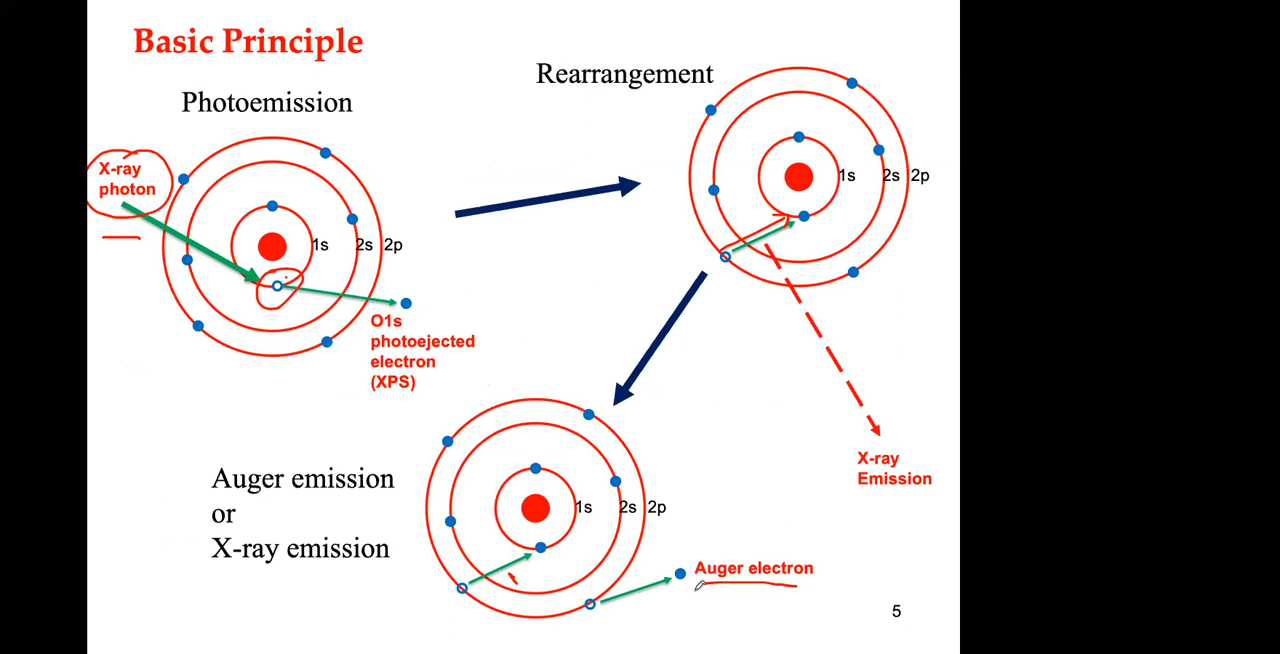 Basic Principle
Photoemission
Rearrangement
X-ray
photon
1s
2s
2p
O1s
photoejected
electron
(XPS)
1s
2s
2p
X-ray
Emission
Auger emission
or
X-ray emission
1s
2s
2p
Auger electron
5